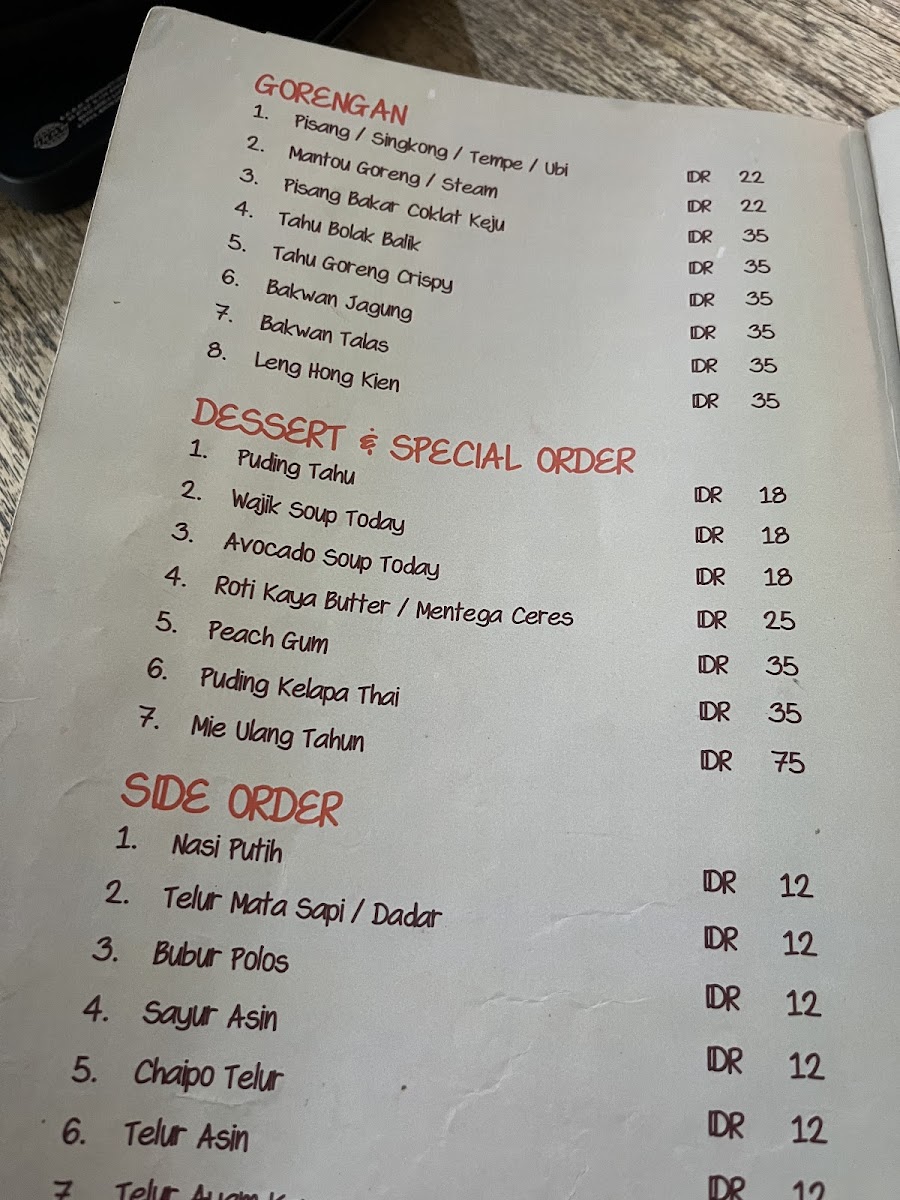 GORENGAN
1. Pisang / Singkong / Tempe / Ubi IDR 22
2. Mantou Goreng / Steam IDR 22
3. Pisang Bakar Coklat Keju IDR 35
4. Tahu Bolak Balik IDR 35
5. Tahu Goreng Crispy IDR 35
6. Bakwan Jagung IDR 35
7. Bakwan Talas IDR 35
8. Leng Hong Kien IDR 35
DESSERT & SPECIAL ORDER
1. Puding Tahu IDR 18
2. Wajik Soup Today IDR 18
3. Avocado Soup Today IDR 18
4. Roti Kaya Butter / Mentega Ceres IDR 25
5. Peach Gum IDR 35
6. Puding Kelapa Thai IDR 35
7. Mie Ulang Tahun IDR 75
SIDE ORDER
1. Nasi Putih IDR 12
2. Telur Mata Sapi / Dadar IDR 12
3. Bubur Polos IDR 12
4. Sayur Asin IDR 12
5. Chaipo Telur IDR 12
6. Telur Asin IDR 12
7 Telur Ayam IDR 12